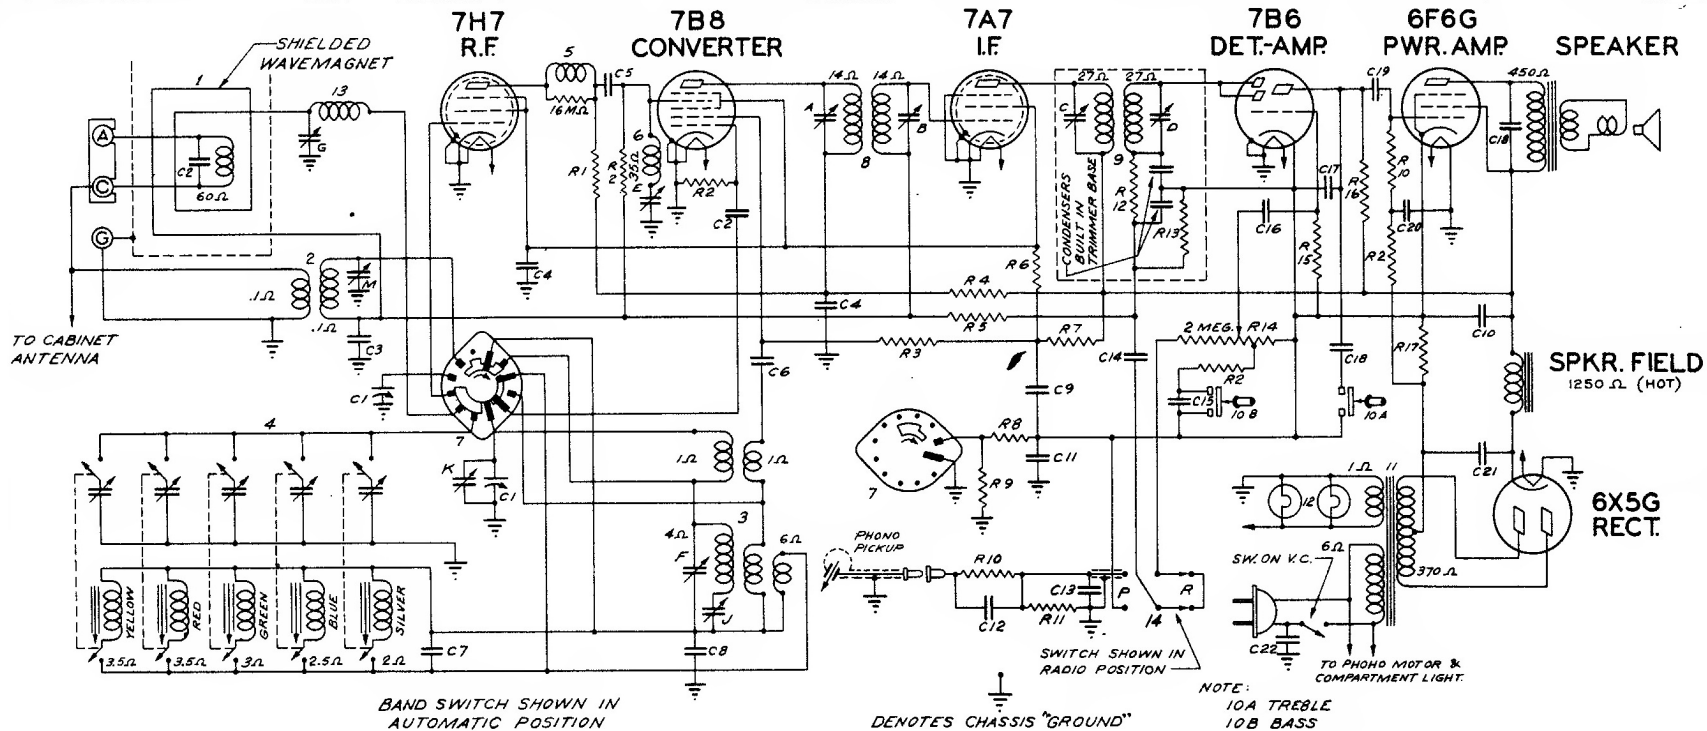 7H7
R.F.
7B8
CONVERTER
7A7
I.F.
7B6
DET.-AMP.
6F6G
PWR. AMP.
SPEAKER
SHIELDED
WAVEMAGNET
1
13
5
16MΩ
C5
14Ω
14Ω
27Ω
27Ω
C19
450Ω
A
C
G
C2
60Ω
G
R1
R
2
6
.35Ω
E
R2
C2
A
B
8
C
D
9
R
12
R13
CONDENSERS
BUILT IN
TRIMMER BASE
C17
C16
R
15
R
16
R
10
C20
R2
C18
2
M
.1Ω
.1Ω
C3
C4
C4
R6
R4
R5
R3
R7
C14
2 MEG.
R14
R2
C15
10B
C18
10A
R17
C10
SPKR. FIELD
1250 Ω (HOT)
TO CABINET
ANTENNA
C1
7
C6
C9
R8
C11
R9
7
C21
4
K
C1
1Ω
1Ω
3
4Ω
F
J
6Ω
1Ω
11
12
6X5G
RECT.
PHONO
PICKUP
R10
C12
C13
R11
P
R
14
SW. ON V.C.
6Ω
370Ω
C22
YELLOW
RED
GREEN
BLUE
SILVER
3.5Ω
3.5Ω
3Ω
2.5Ω
2Ω
C7
C8
SWITCH SHOWN IN
RADIO POSITION
TO PHONO MOTOR &
COMPARTMENT LIGHT.
BAND SWITCH SHOWN IN
AUTOMATIC POSITION
DENOTES CHASSIS "GROUND"
NOTE:
10A TREBLE
10B BASS